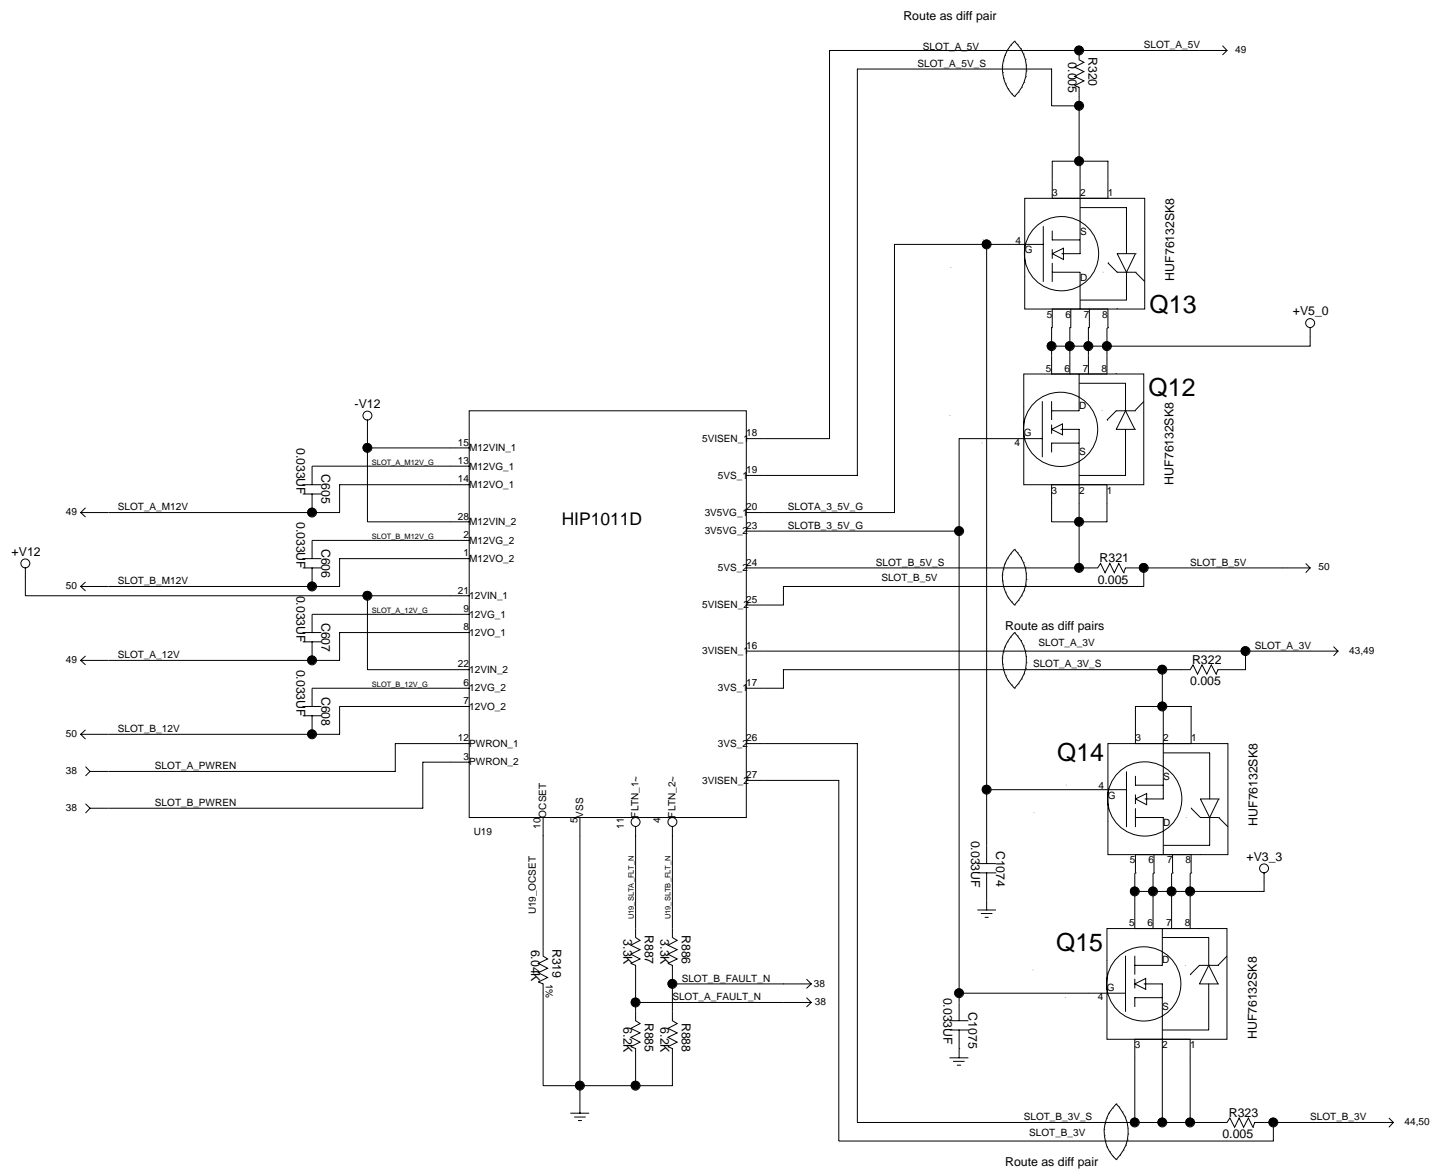 Route as diff pair
SLOT_A_5V
SLOT_A_5V
49
SLOT_A_5V_S
R320
0.005
3
2
1
4
G
S
D
HUF76132SK8
Q13
5
6
7
8
+V5_0
5
6
7
8
Q12
4
G
D
S
HUF76132SK8
3
2
1
-V12
15
M12VIN_1
13
M12VG_1
SLOT_A_M12V_G
14
M12VO_1
0.033UF
C605
49
SLOT_A_M12V
28
M12VIN_2
2
M12VG_2
SLOT_B_M12V_G
1
M12VO_2
0.033UF
C606
+V12
50
SLOT_B_M12V
21
12VIN_1
9
12VG_1
SLOT_A_12V_G
8
12VO_1
0.033UF
C607
49
SLOT_A_12V
22
12VIN_2
6
12VG_2
SLOT_B_12V_G
7
12VO_2
0.033UF
C608
50
SLOT_B_12V
12
PWRON_1
3
PWRON_2
38
SLOT_A_PWREN
38
SLOT_B_PWREN
HIP1011D
U19
5VISEN_1
18
5VS_1
19
3V5VG_1
20
SLOTA_3_5V_G
3V5VG_2
23
SLOTB_3_5V_G
5VS_2
24
SLOT_B_5V_S
SLOT_B_5V
5VISEN_2
25
R321
0.005
SLOT_B_5V
50
Route as diff pairs
3VISEN_1
16
SLOT_A_3V
SLOT_A_3V
43,49
SLOT_A_3V_S
3VS_1
17
R322
0.005
3VS_2
26
3VISEN_2
27
3
2
1
Q14
4
G
S
D
HUF76132SK8
5
6
7
8
+V3_3
5
6
7
8
Q15
4
G
D
S
HUF76132SK8
3
2
1
C1074
0.033UF
C1075
0.033UF
10
OCSET
5
VSS
11
FLTN_1~
4
FLTN_2~
U19_OCSET
U19_SLTA_FLT_N
U19_SLTB_FLT_N
R319
6.04K
1%
R887
3.3K
R886
3.3K
SLOT_B_FAULT_N
38
SLOT_A_FAULT_N
38
R885
6.2K
R888
6.2K
SLOT_B_3V_S
SLOT_B_3V
R323
0.005
SLOT_B_3V
44,50
Route as diff pair